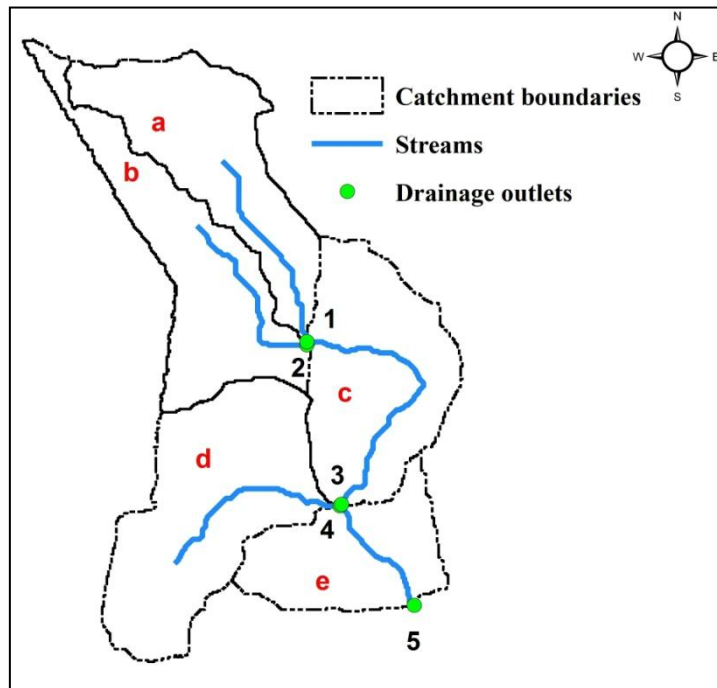 N
W E
S
Catchment boundaries
Streams
Drainage outlets
a
b
1
2
c
d
3
4
e
5